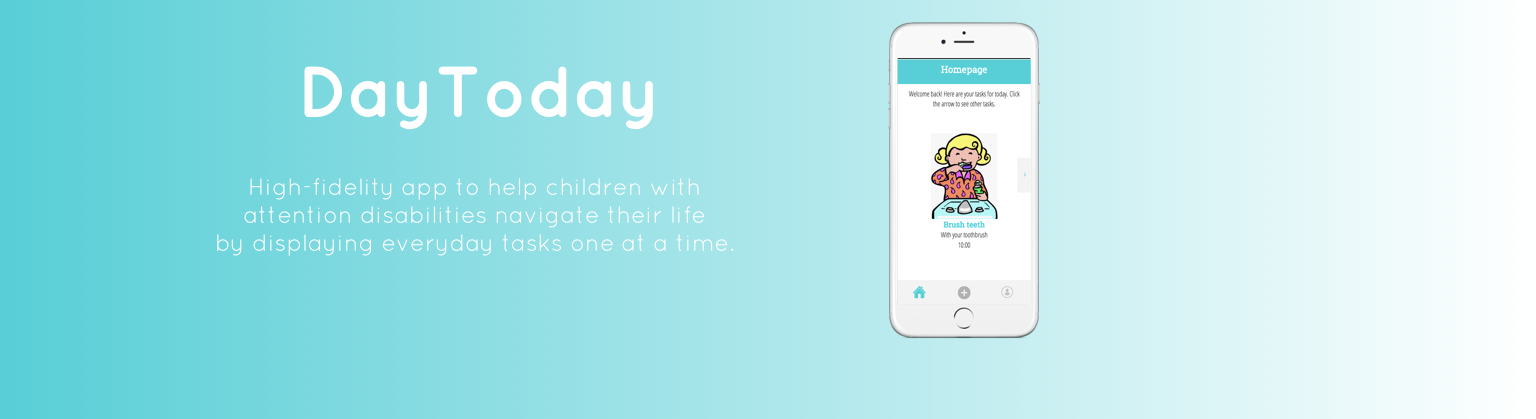 DayToday
High-fidelity app to help children with
attention disabilities navigate their life
by displaying everyday tasks one at a time.
Homepage
Welcome back! Here are your tasks for today. Click
the arrow to see other tasks.
Brush teeth
With your toothbrush
10:00